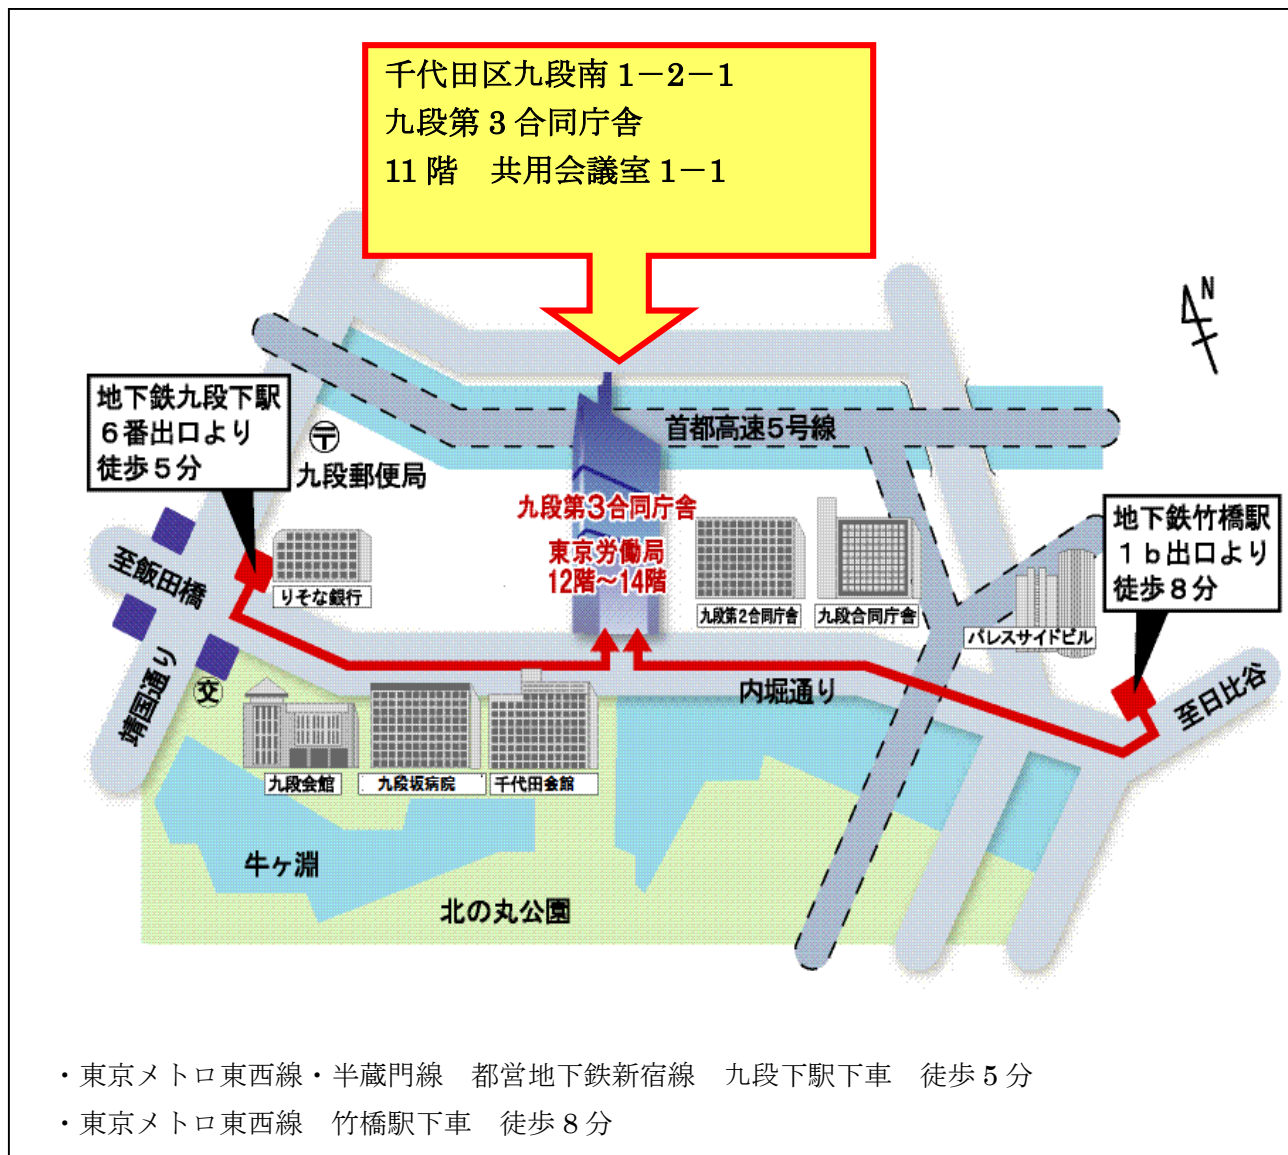 千代田区九段南 1－2－1
九段第 3 合同庁舎
11 階　共用会議室 1－1
N
地下鉄九段下駅
６番出口より
徒歩５分
〒
九段郵便局
首都高速5号線
九段第3合同庁舎
東京労働局
12階～14階
地下鉄竹橋駅
１ｂ出口より
徒歩８分
至飯田橋
りそな銀行
九段第2合同庁舎
九段合同庁舎
パレスサイドビル
靖国通り
交
内堀通り
至日比谷
九段会館
九段坂病院
千代田会館
牛ヶ淵
北の丸公園
・東京メトロ東西線・半蔵門線　都営地下鉄新宿線　九段下駅下車　徒歩 5 分
・東京メトロ東西線　竹橋駅下車　徒歩 8 分